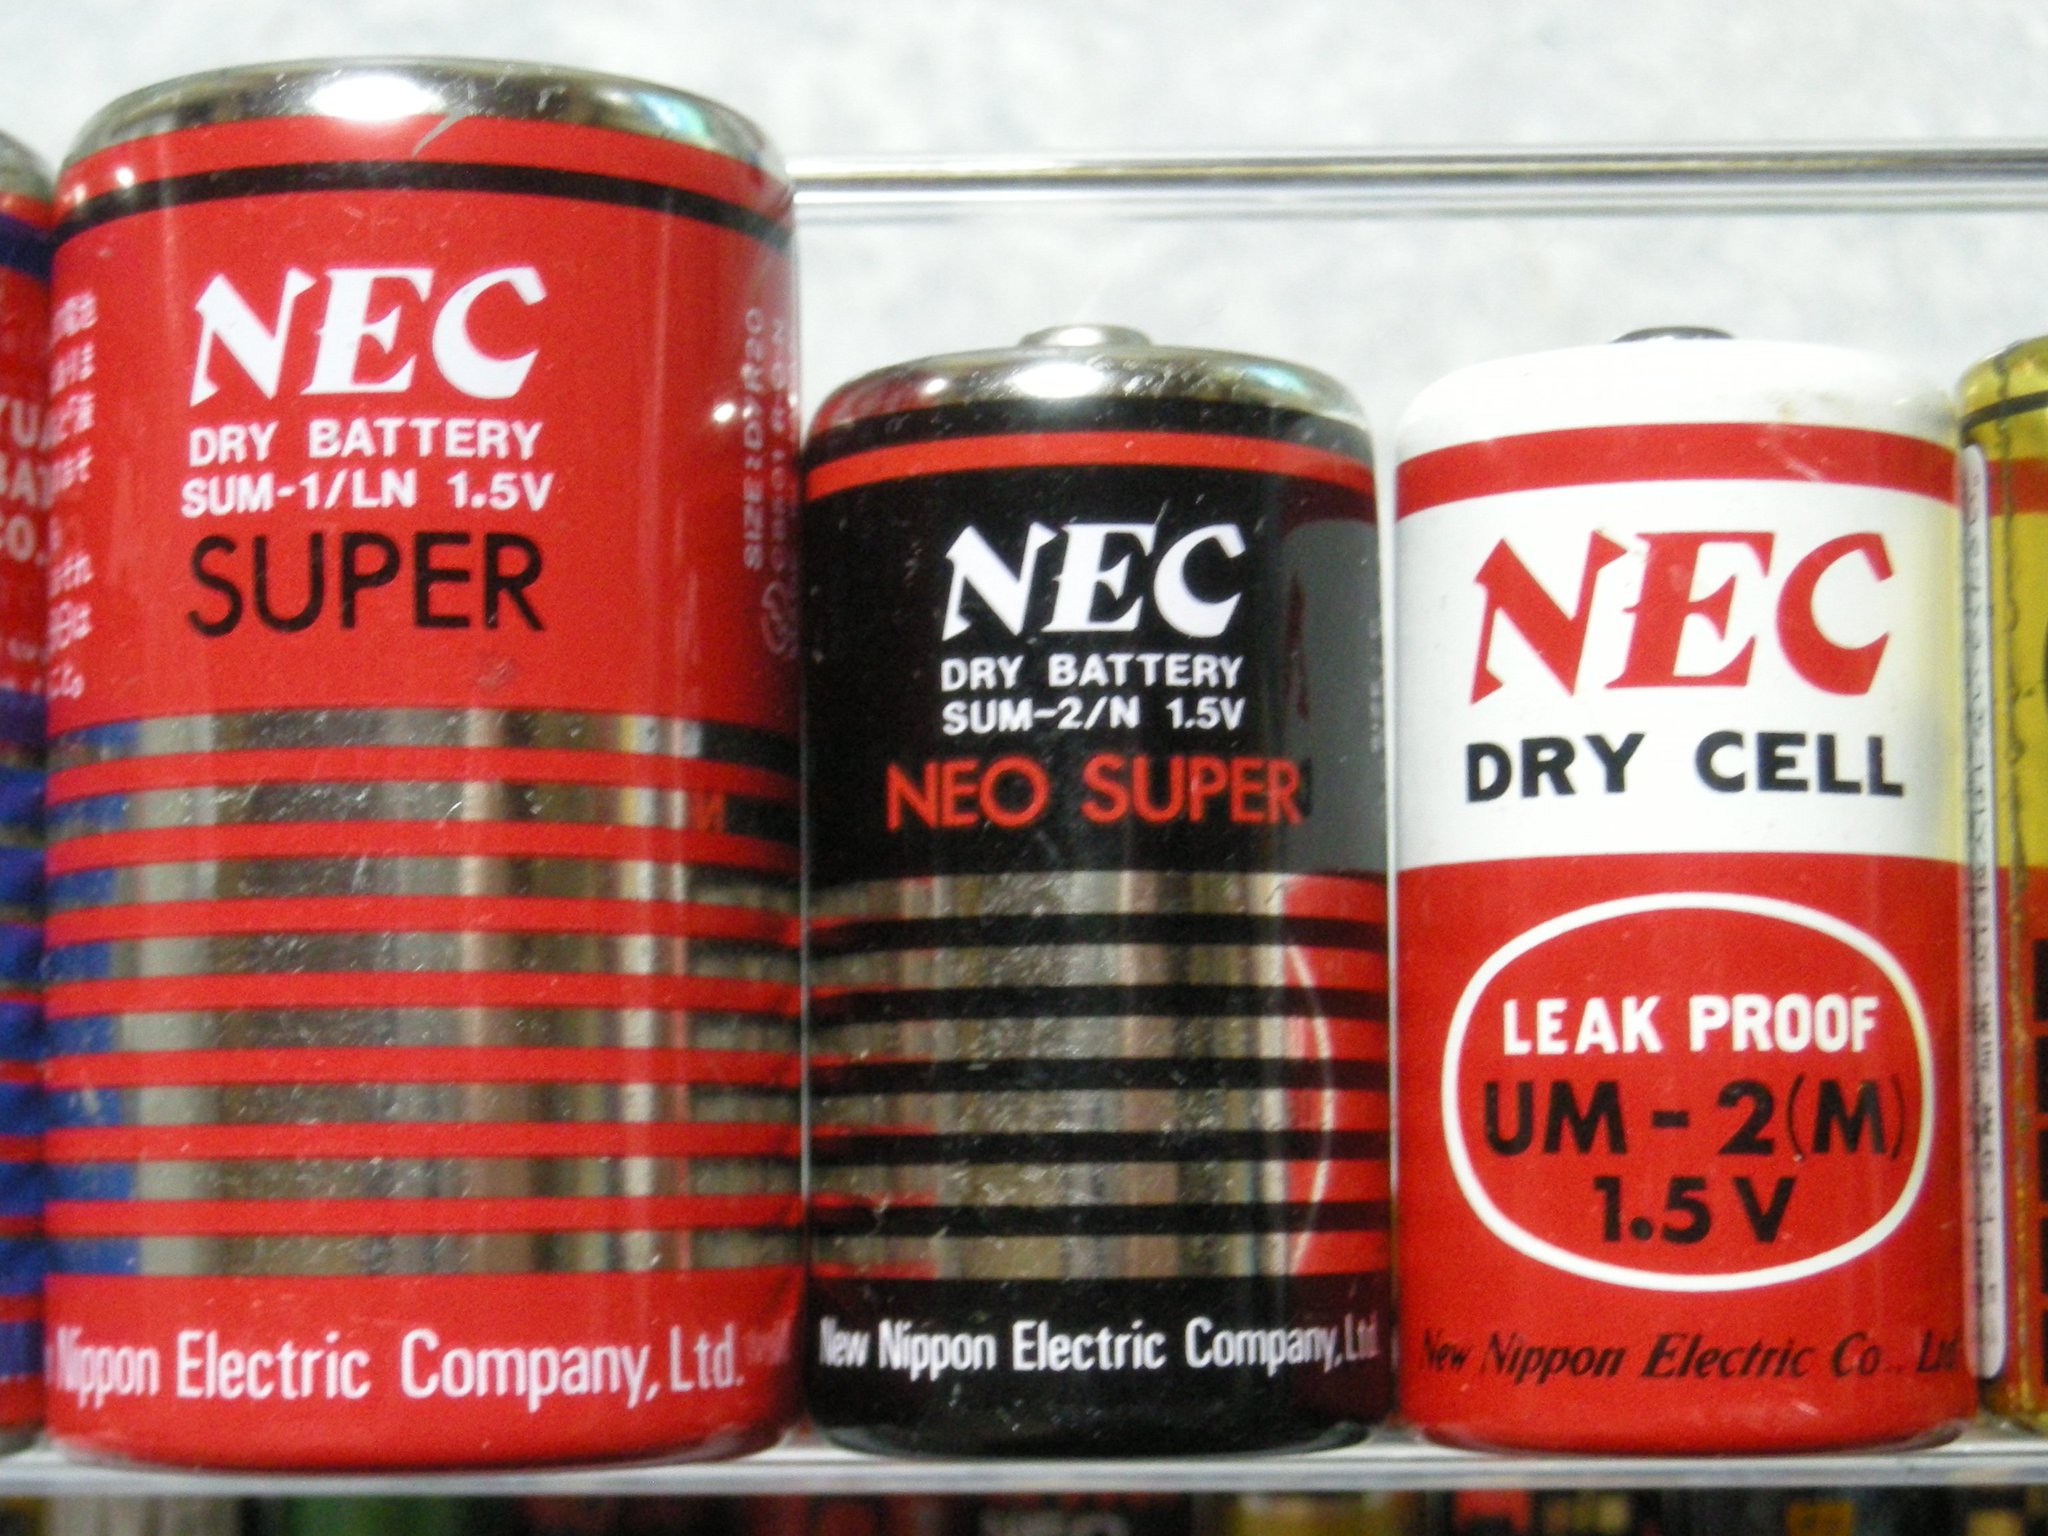 NEC
DRY BATTERY
SUM-1/LN 1.5V
SUPER
Nippon Electric Company, Ltd.
SIZE:D/R20
NEC
DRY BATTERY
SUM-2/N 1.5V
NEO SUPER
New Nippon Electric Company, Ltd.
NEC
DRY CELL
LEAK PROOF
UM-2(M)
1.5V
New Nippon Electric Co., Ltd